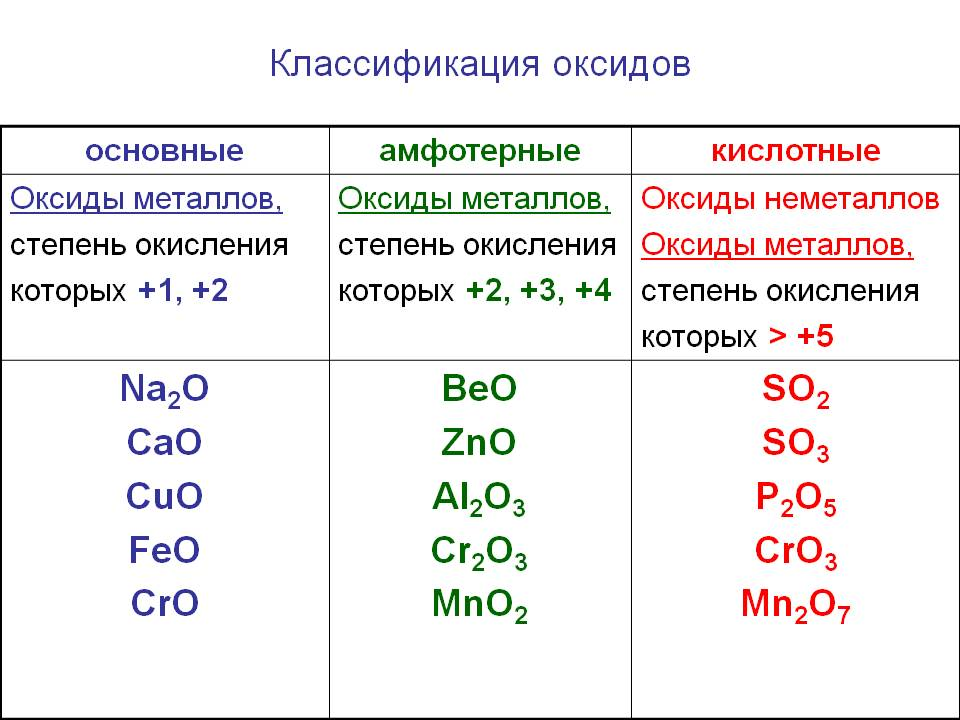 Классификация оксидов
основные
амфотерные
кислотные
Оксиды металлов,
степень окисления
которых +1, +2
Оксиды металлов,
степень окисления
которых +2, +3, +4
Оксиды неметаллов
Оксиды металлов,
степень окисления
которых > +5
Na₂O
CaO
CuO
FeO
CrO
BeO
ZnO
Al₂O₃
Cr₂O₃
MnO₂
SO₂
SO₃
P₂O₅
CrO₃
Mn₂O₇